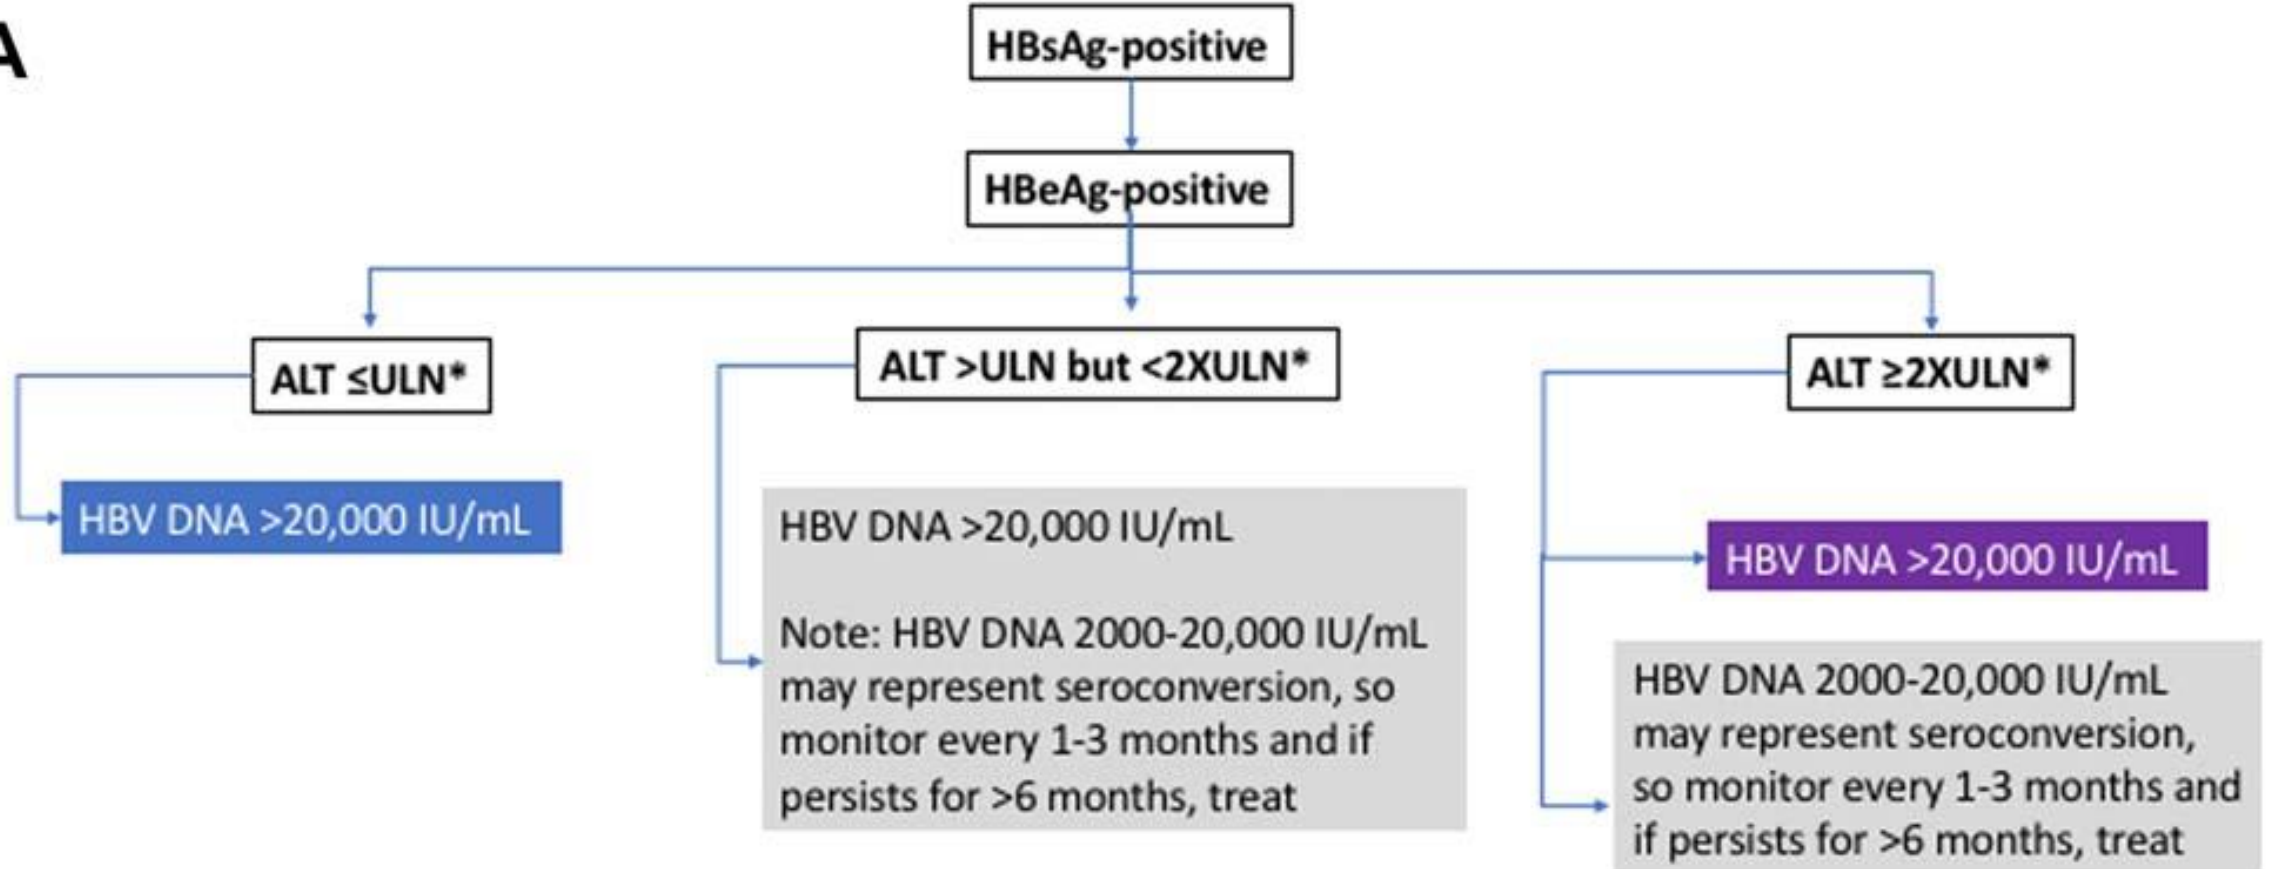 A
HBsAg-positive
HBeAg-positive
ALT ≤ULN*
ALT >ULN but <2XULN*
ALT ≥2XULN*
HBV DNA >20,000 IU/mL
HBV DNA >20,000 IU/mL
Note: HBV DNA 2000-20,000 IU/mL
may represent seroconversion, so
monitor every 1-3 months and if
persists for >6 months, treat
HBV DNA >20,000 IU/mL
HBV DNA 2000-20,000 IU/mL
may represent seroconversion,
so monitor every 1-3 months and
if persists for >6 months, treat